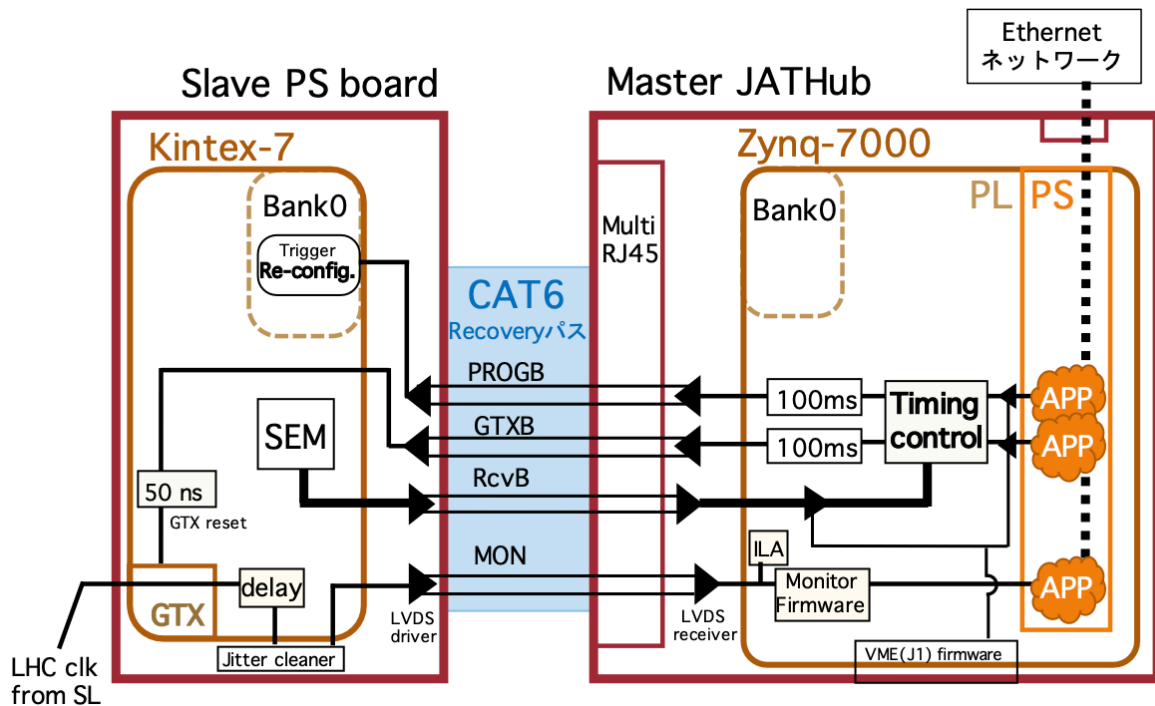 Ethernet
ネットワーク
Slave PS board
Master JATHub
Kintex-7
Zynq-7000
Bank0
Trigger
Re-config.
Multi
RJ45
Bank0
PL
PS
CAT6
Recoveryパス
PROGB
100ms
Timing
control
APP
SEM
GTXB
100ms
APP
50 ns
GTX reset
RcvB
MON
ILA
delay
GTX
LVDS
driver
LVDS
receiver
Monitor
Firmware
APP
Jitter cleaner
VME(J1) firmware
LHC clk
from SL